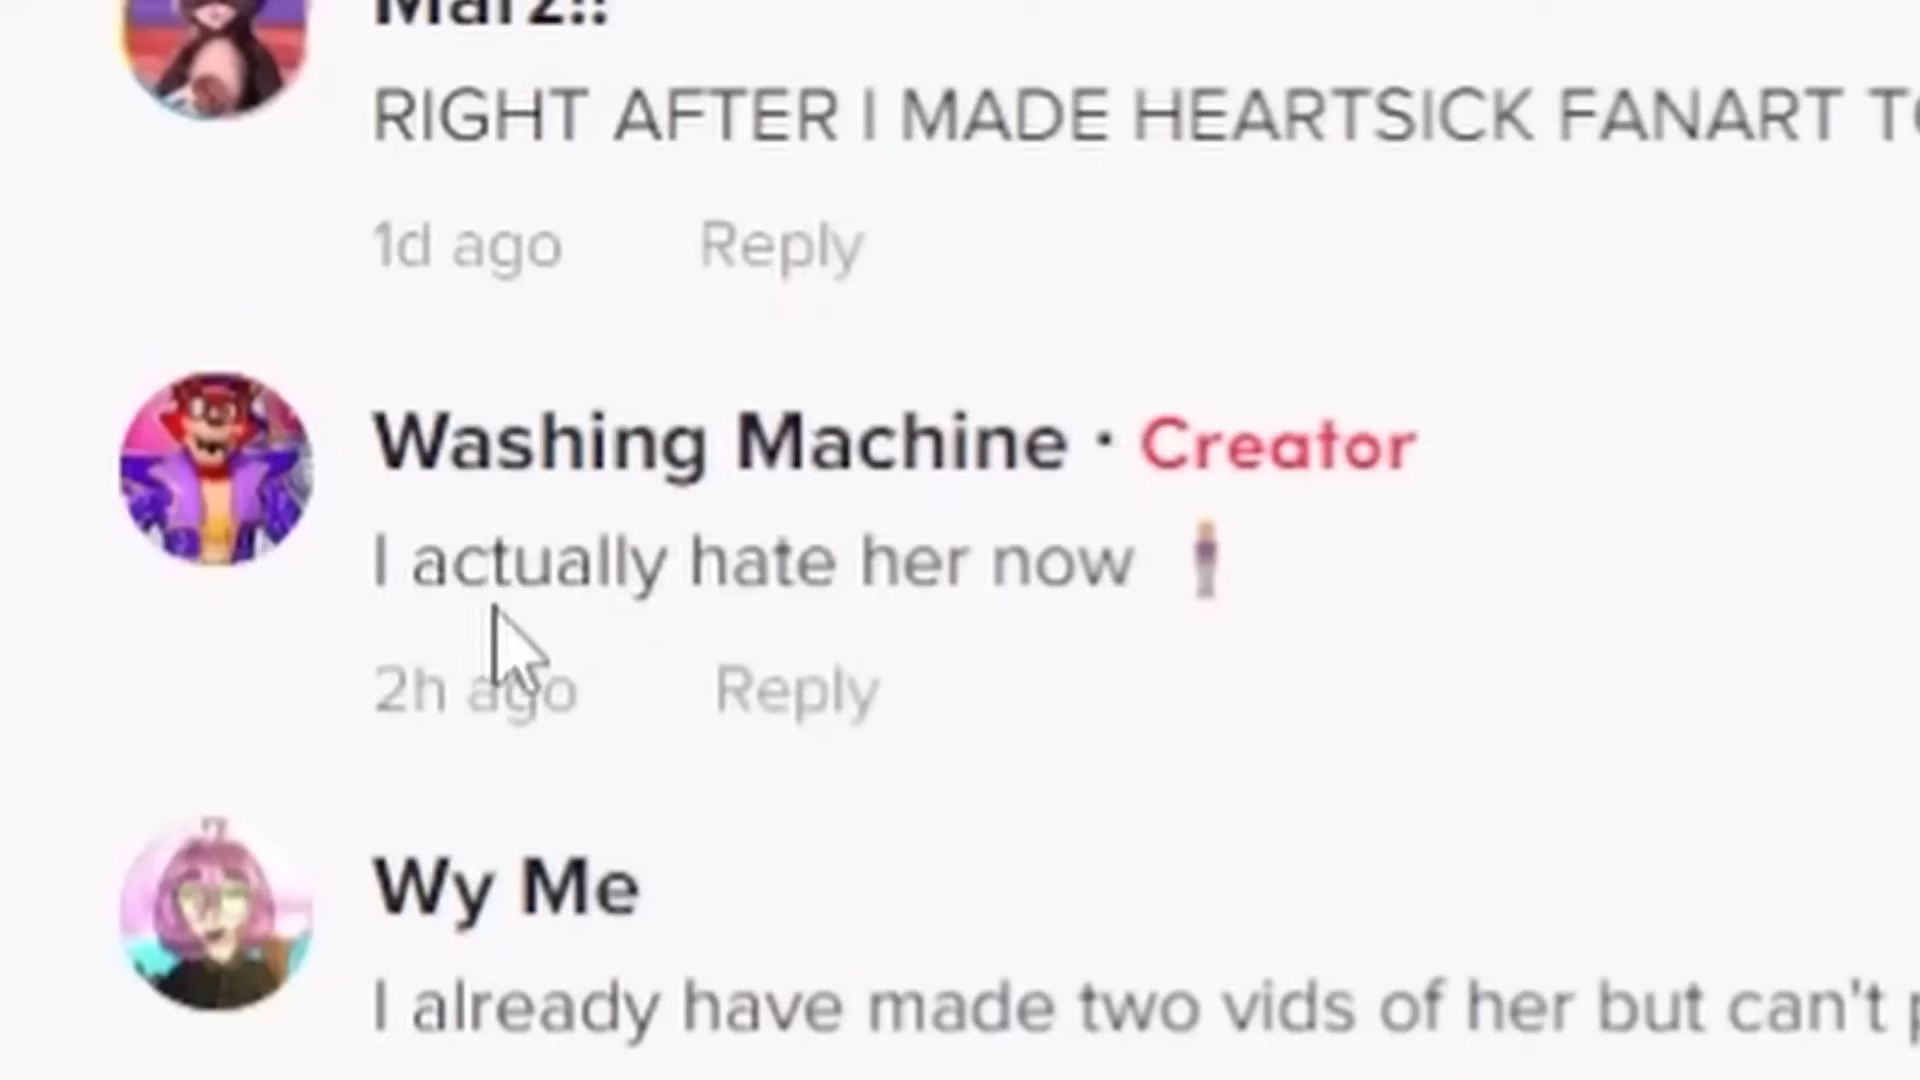 Marz!!
RIGHT AFTER I MADE HEARTSICK FANART
1d ago Reply
Washing Machine · Creator
I actually hate her now 🧍
2h ago Reply
Wy Me
I already have made two vids of her but can't